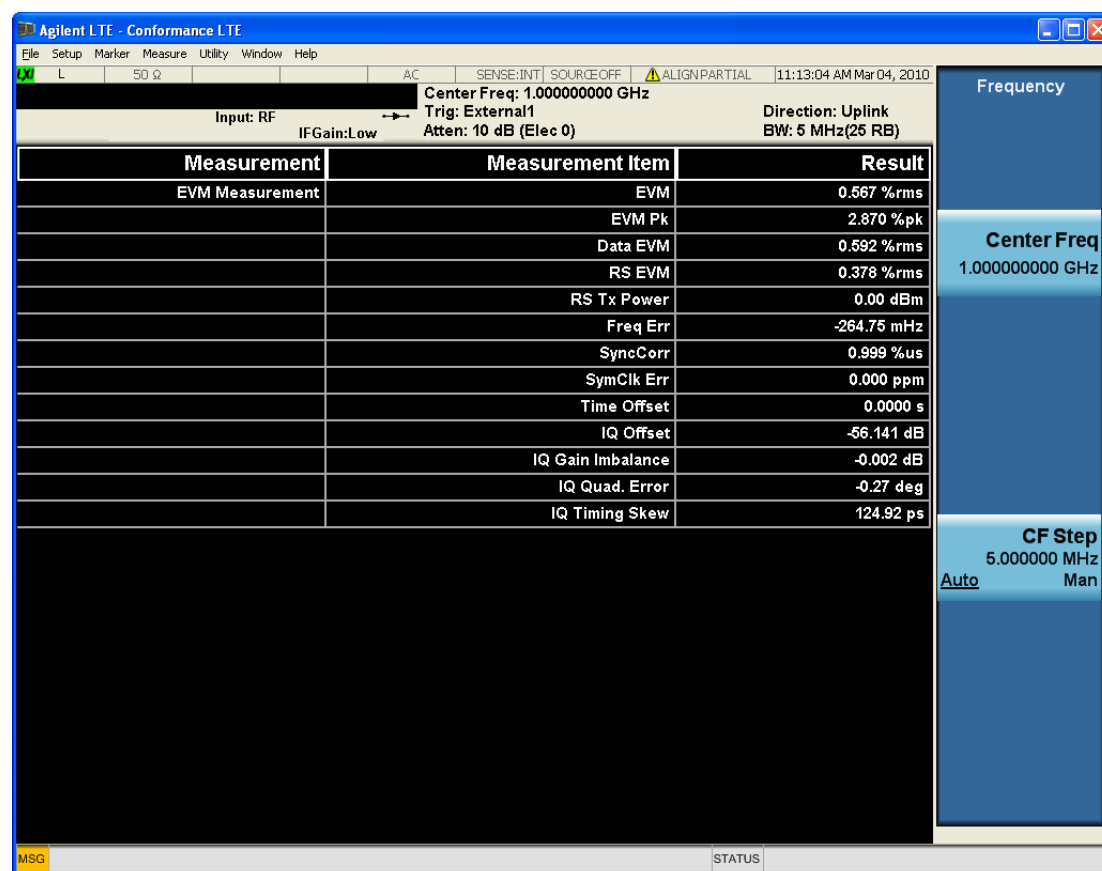 Agilent LTE - Conformance LTE
File Setup Marker Measure Utility Window Help
LXI L 50 Ω AC SENSE:INT SOURCE OFF ALIGN PARTIAL 11:13:04 AM Mar 04, 2010
Center Freq: 1.000000000 GHz
Input: RF Trig: External1 Direction: Uplink
IFGain:Low Atten: 10 dB (Elec 0) BW: 5 MHz(25 RB)
Measurement Measurement Item Result
EVM Measurement EVM 0.567 %rms
EVM Pk 2.870 %pk
Data EVM 0.592 %rms
RS EVM 0.378 %rms
RS Tx Power 0.00 dBm
Freq Err -264.75 mHz
SyncCorr 0.999 %us
SymClk Err 0.000 ppm
Time Offset 0.0000 s
IQ Offset -56.141 dB
IQ Gain Imbalance -0.002 dB
IQ Quad. Error -0.27 deg
IQ Timing Skew 124.92 ps
Frequency
Center Freq
1.000000000 GHz
CF Step
5.000000 MHz
Auto Man
MSG STATUS